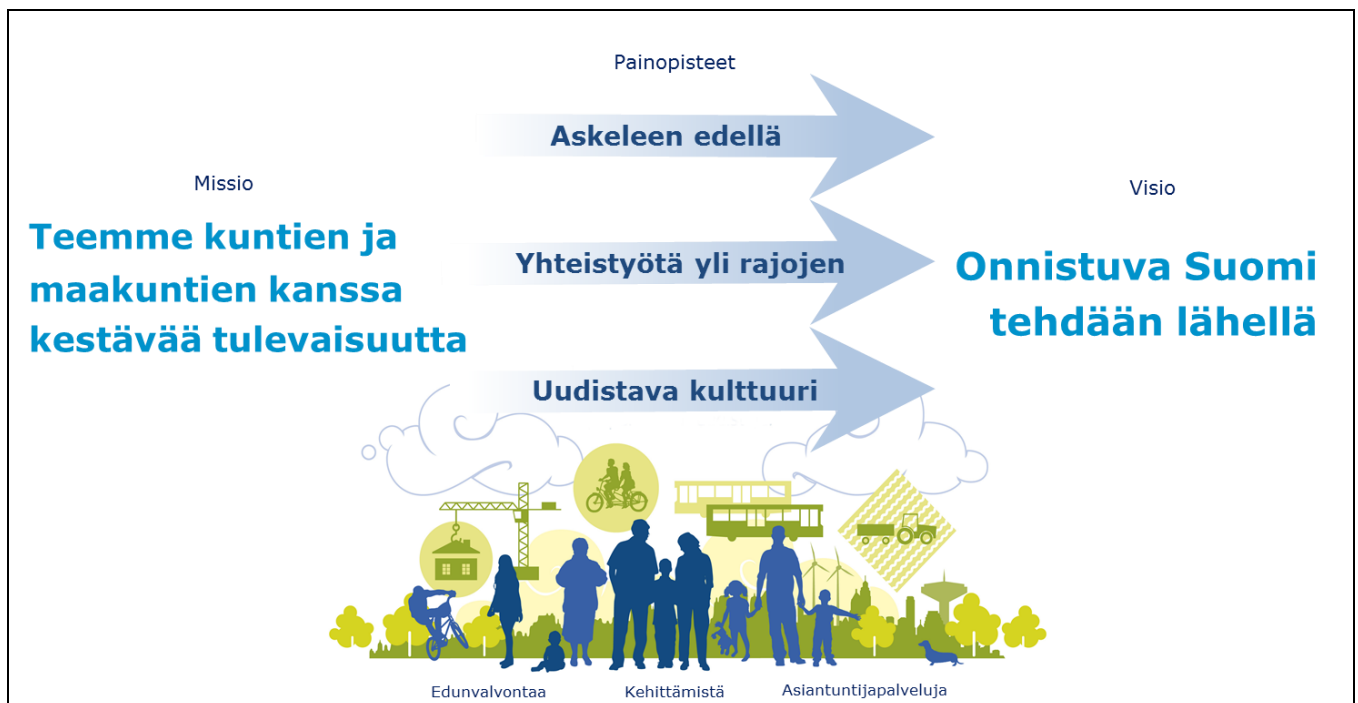 Painopisteet
Askeleen edellä
Missio
Visio
Teemme kuntien ja
maakuntien kanssa
kestävää tulevaisuutta
Yhteistyötä yli rajojen
Onnistuva Suomi
tehdään lähellä
Uudistava kulttuuri
Edunvalvontaa
Kehittämistä
Asiantuntijapalveluja